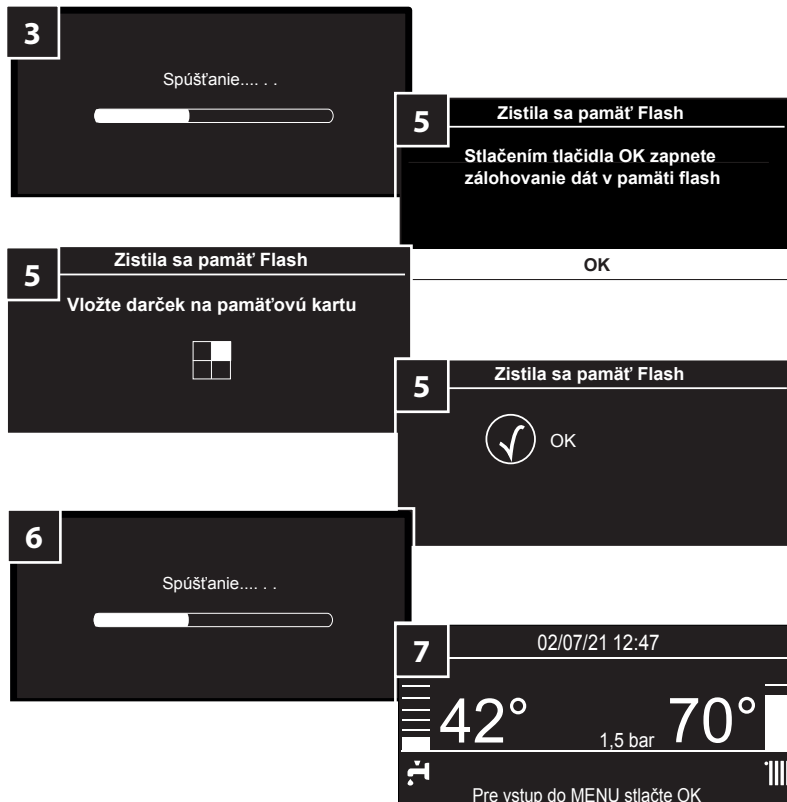 3
Spúšťanie.... . .
5
Zistila sa pamäť Flash
Stlačením tlačidla OK zapnete
zálohovanie dát v pamäti flash
OK
5
Zistila sa pamäť Flash
Vložte darček na pamäťovú kartu
5
Zistila sa pamäť Flash
OK
6
Spúšťanie.... . .
7
02/07/21 12:47
42°
1,5 bar
70°
Pre vstup do MENU stlačte OK